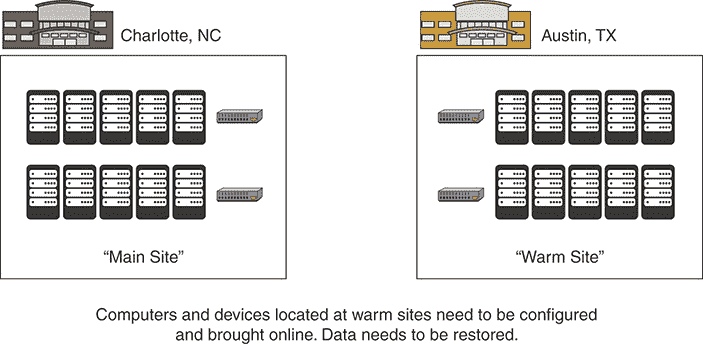 Charlotte, NC
Austin, TX
“Main Site”
“Warm Site”
Computers and devices located at warm sites need to be configured
and brought online. Data needs to be restored.